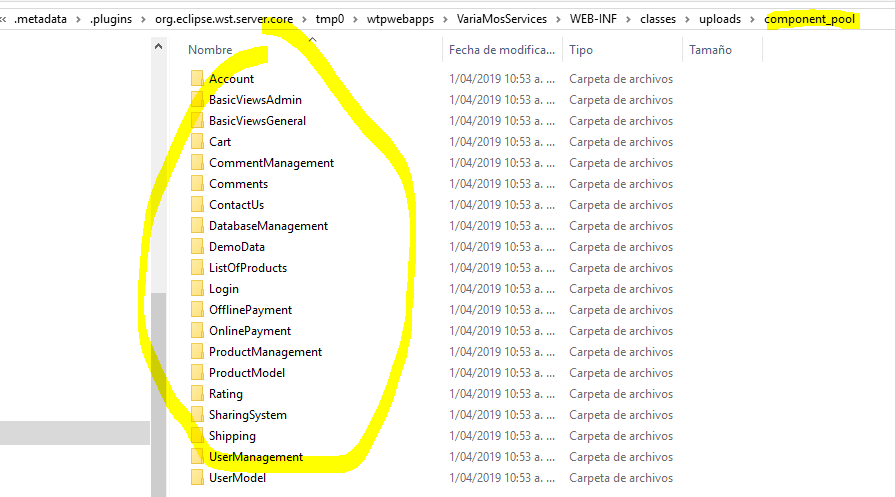 « .metadata › .plugins › org.eclipse.wst.server.core › tmp0 › wtpwebapps › VariaMosServices › WEB-INF › classes › uploads › component_pool
Nombre Fecha de modifica... Tipo Tamaño
Account 1/04/2019 10:53 a. ... Carpeta de archivos
BasicViewsAdmin 1/04/2019 10:53 a. ... Carpeta de archivos
BasicViewsGeneral 1/04/2019 10:53 a. ... Carpeta de archivos
Cart 1/04/2019 10:53 a. ... Carpeta de archivos
CommentManagement 1/04/2019 10:53 a. ... Carpeta de archivos
Comments 1/04/2019 10:53 a. ... Carpeta de archivos
ContactUs 1/04/2019 10:53 a. ... Carpeta de archivos
DatabaseManagement 1/04/2019 10:53 a. ... Carpeta de archivos
DemoData 1/04/2019 10:53 a. ... Carpeta de archivos
ListOfProducts 1/04/2019 10:53 a. ... Carpeta de archivos
Login 1/04/2019 10:53 a. ... Carpeta de archivos
OfflinePayment 1/04/2019 10:53 a. ... Carpeta de archivos
OnlinePayment 1/04/2019 10:53 a. ... Carpeta de archivos
ProductManagement 1/04/2019 10:53 a. ... Carpeta de archivos
ProductModel 1/04/2019 10:53 a. ... Carpeta de archivos
Rating 1/04/2019 10:53 a. ... Carpeta de archivos
SharingSystem 1/04/2019 10:53 a. ... Carpeta de archivos
Shipping 1/04/2019 10:53 a. ... Carpeta de archivos
UserManagement 1/04/2019 10:53 a. ... Carpeta de archivos
UserModel 1/04/2019 10:53 a. ... Carpeta de archivos